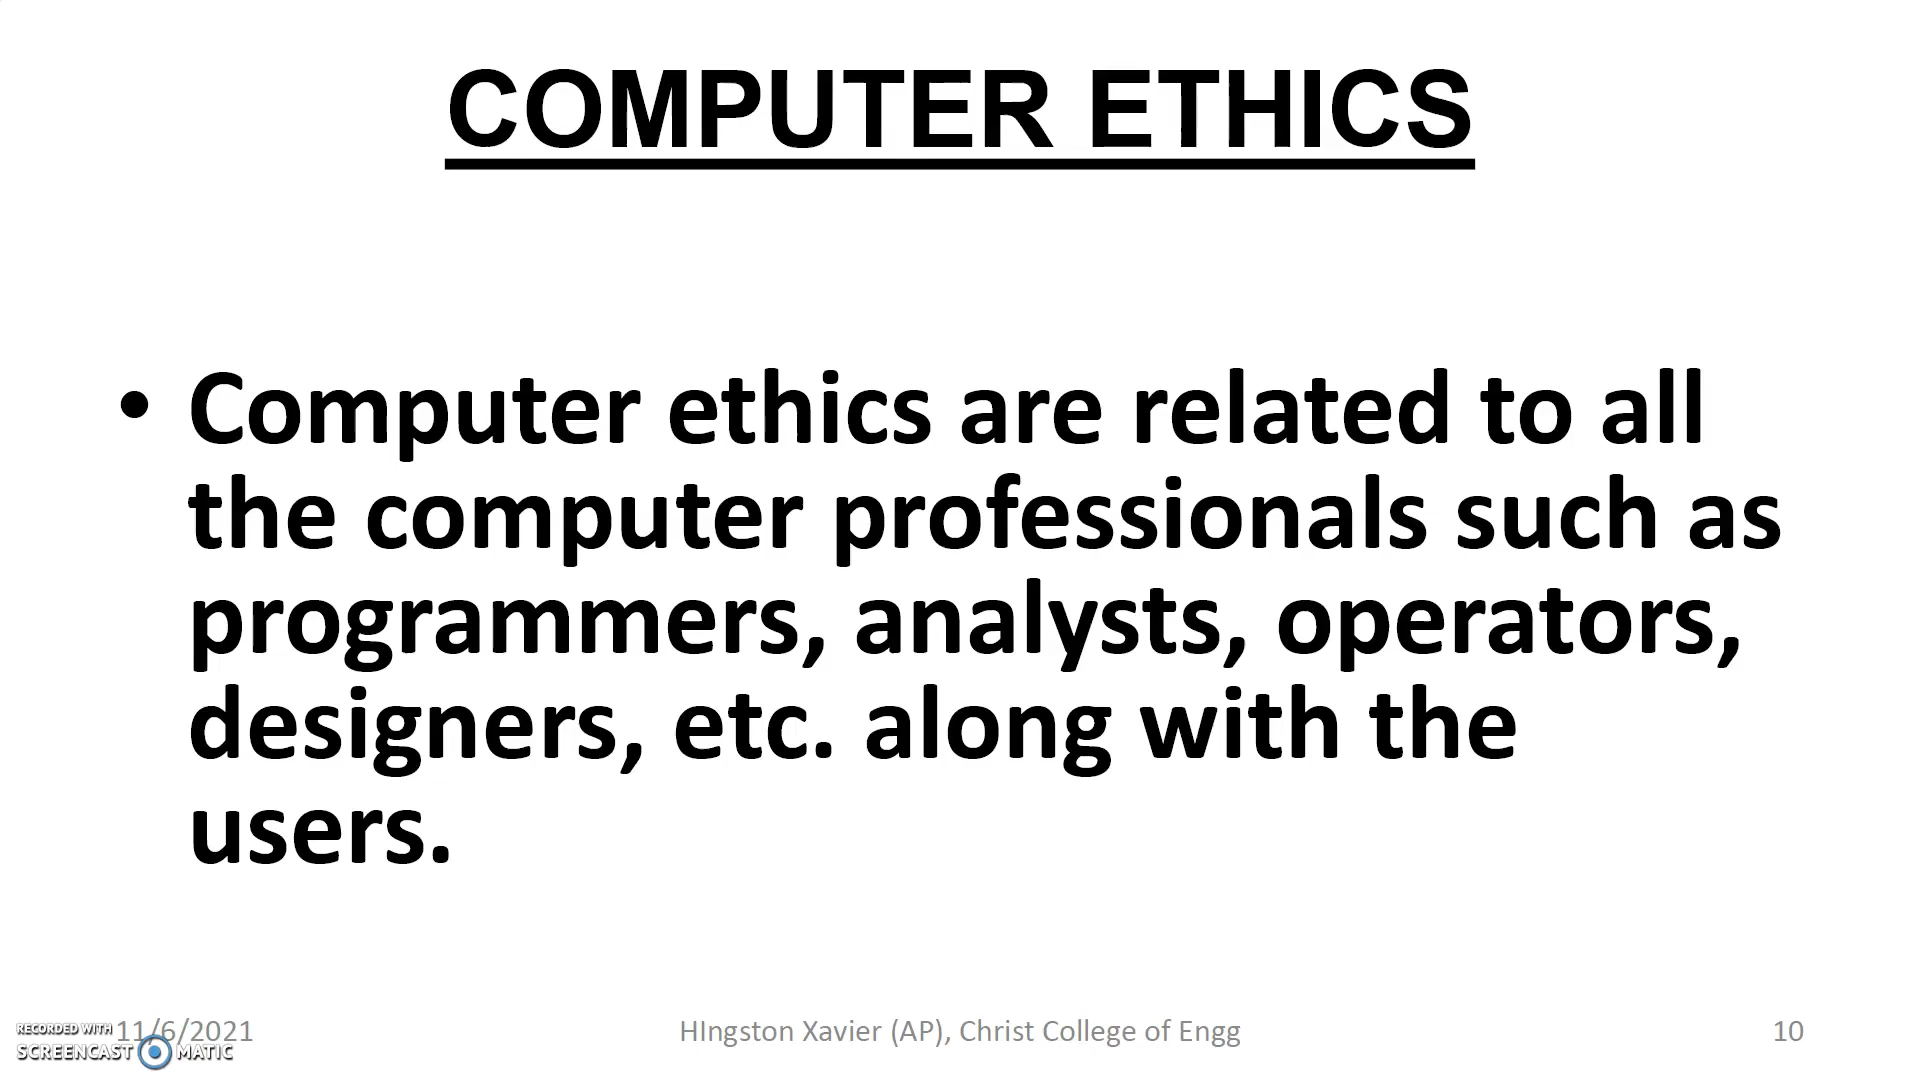 COMPUTER ETHICS
• Computer ethics are related to all
the computer professionals such as
programmers, analysts, operators,
designers, etc. along with the
users.
RECORDED WITH
SCREENCAST MATIC
11/6/2021
HIngston Xavier (AP), Christ College of Engg
10